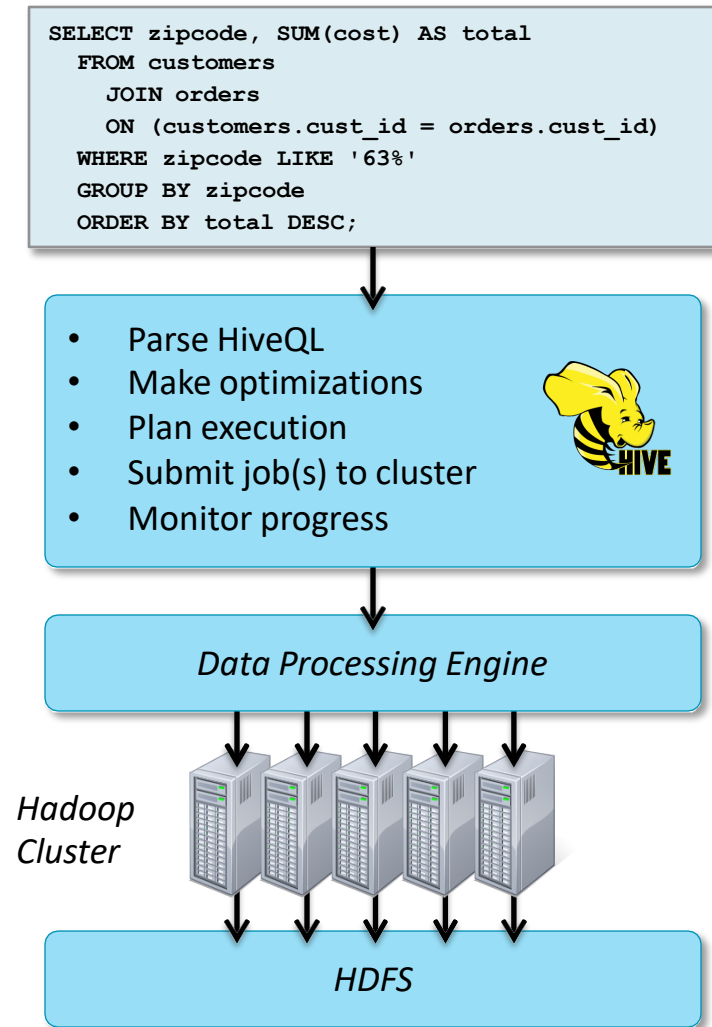 SELECT zipcode, SUM(cost) AS total
FROM customers
JOIN orders
ON (customers.cust_id = orders.cust_id)
WHERE zipcode LIKE '63%'
GROUP BY zipcode
ORDER BY total DESC;
• Parse HiveQL
• Make optimizations
• Plan execution
• Submit job(s) to cluster
• Monitor progress
HIVE
Data Processing Engine
Hadoop
Cluster
HDFS